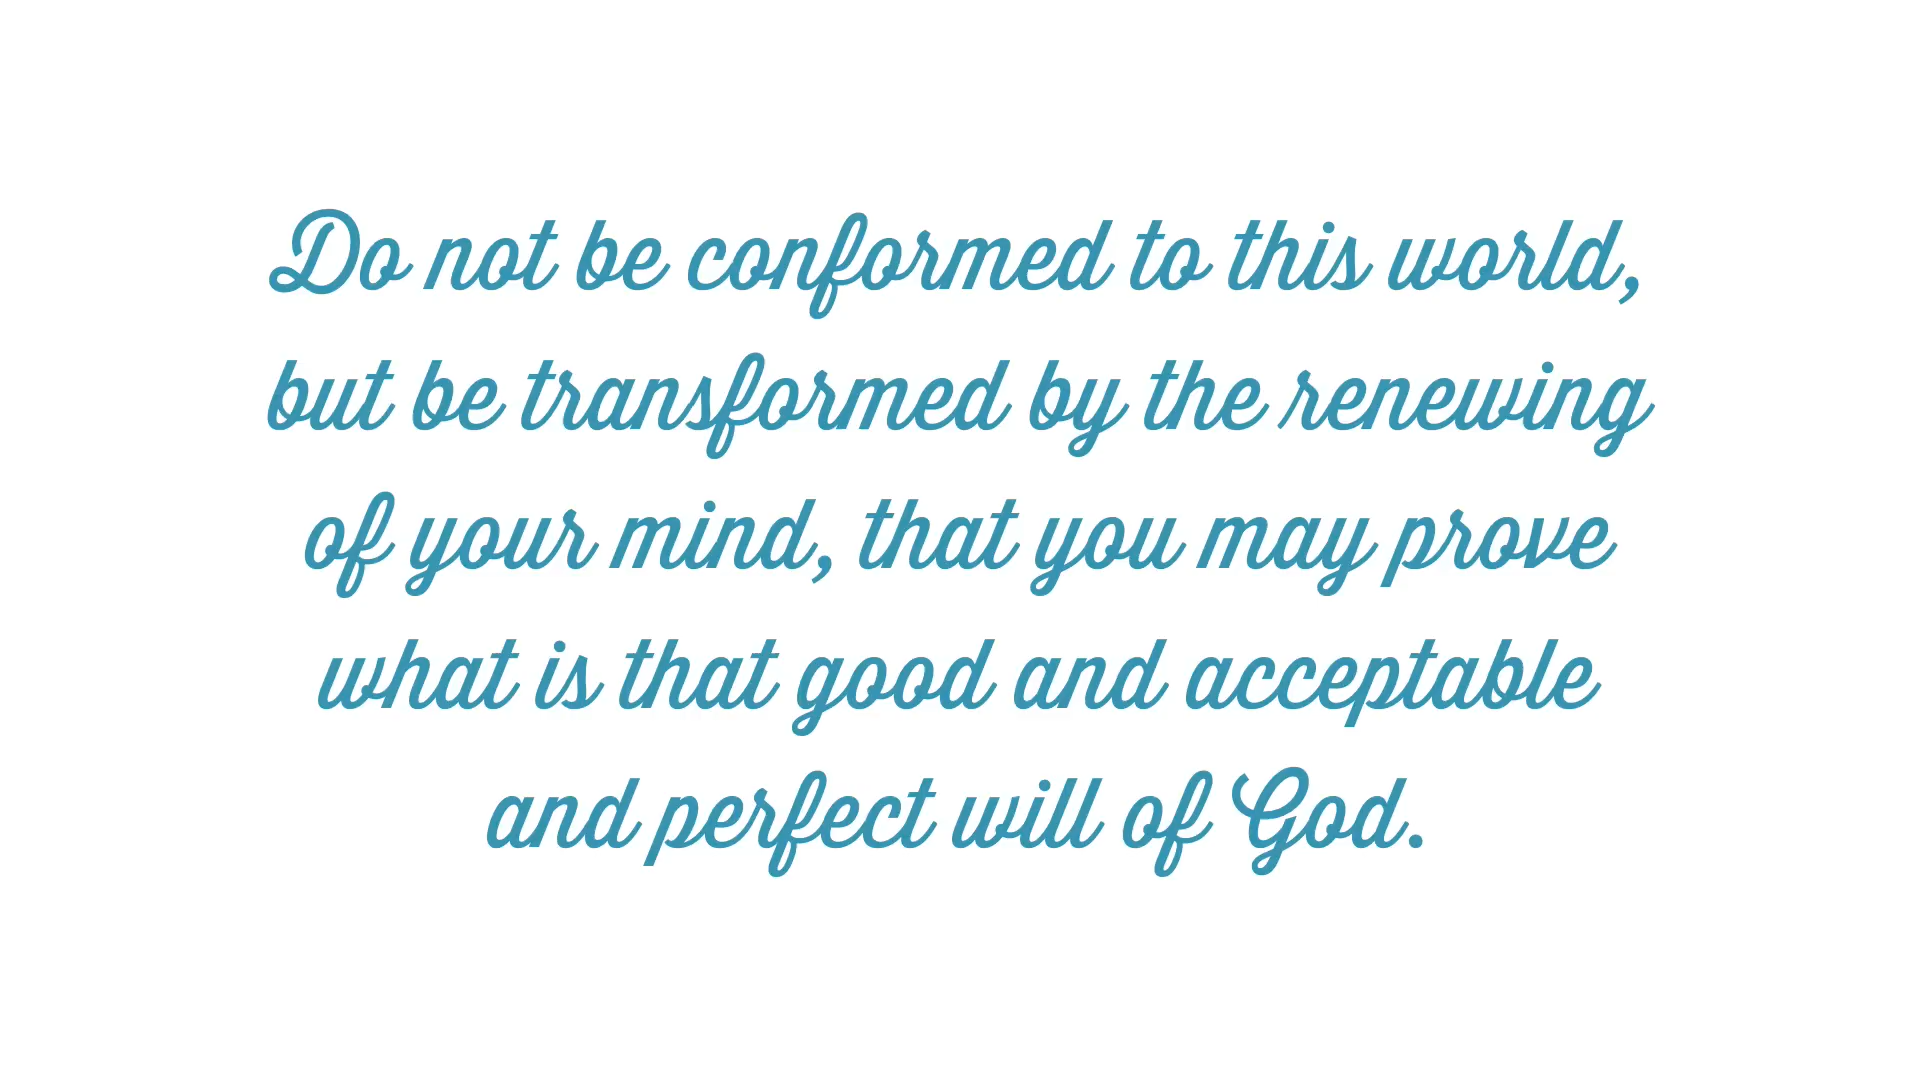 Do not be conformed to this world,
but be transformed by the renewing
of your mind, that you may prove
what is that good and acceptable
and perfect will of God.